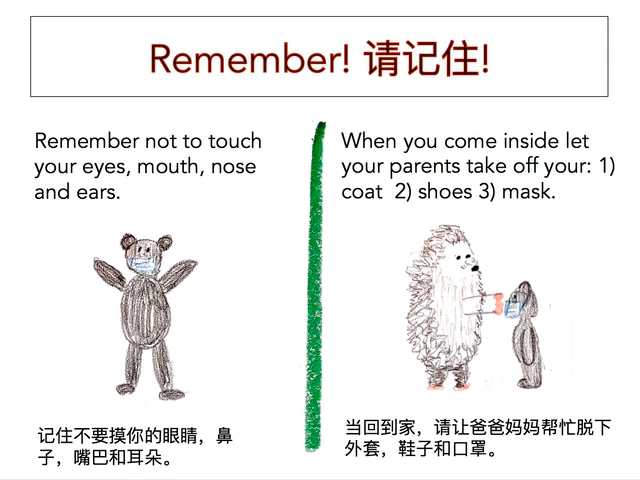 Remember! 请记住!
Remember not to touch
your eyes, mouth, nose
and ears.
记住不要摸你的眼睛，鼻
子，嘴巴和耳朵。
When you come inside let
your parents take off your: 1)
coat 2) shoes 3) mask.
当回到家，请让爸爸妈妈帮忙脱下
外套，鞋子和口罩。